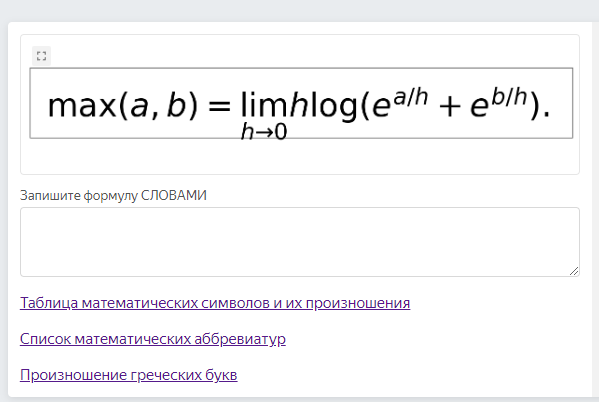 max(a, b) = lim h log(e^{a/h} + e^{b/h}).
h→0
Запишите формулу СЛОВАМИ
Таблица математических символов и их произношения
Список математических аббревиатур
Произношение греческих букв